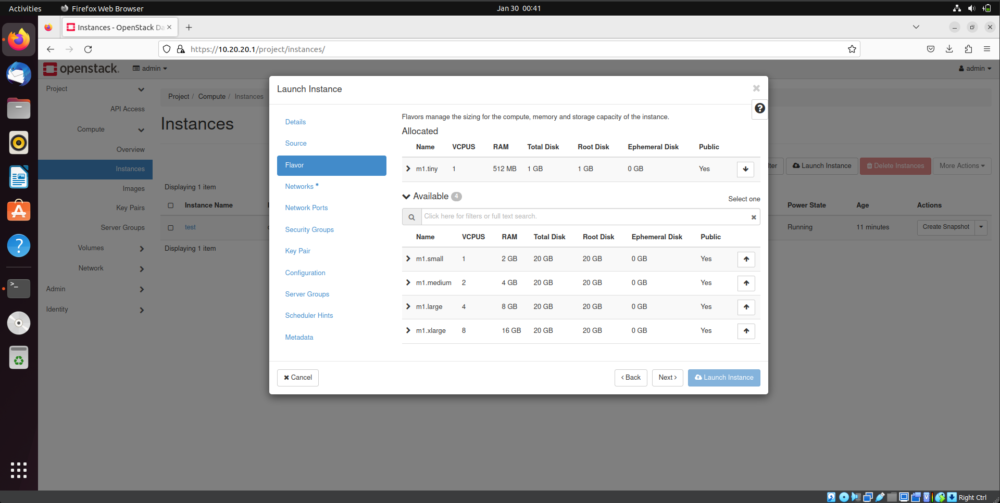 Activities
Firefox Web Browser
Jan 30 00:41
Instances - OpenStack Da
https://10.20.20.1/project/instances/
openstack.
admin
admin
Project
API Access
Compute
Overview
Instances
Images
Key Pairs
Server Groups
Volumes
Network
Admin
Identity
Project / Compute / Instances
Instances
Launch Instance
Delete Instances
More Actions
Displaying 1 item
Instance Name
Power State
Age
Actions
test
Running
11 minutes
Create Snapshot
Displaying 1 item
Launch Instance
Details
Source
Flavor
Networks *
Network Ports
Security Groups
Key Pair
Configuration
Server Groups
Scheduler Hints
Metadata
?
Flavors manage the sizing for the compute, memory and storage capacity of the instance.
Allocated
Name VCPUS RAM Total Disk Root Disk Ephemeral Disk Public
m1.tiny 1 512 MB 1 GB 1 GB 0 GB Yes
Available 4
Select one
Click here for filters or full text search.
Name VCPUS RAM Total Disk Root Disk Ephemeral Disk Public
m1.small 1 2 GB 20 GB 20 GB 0 GB Yes
m1.medium 2 4 GB 20 GB 20 GB 0 GB Yes
m1.large 4 8 GB 20 GB 20 GB 0 GB Yes
m1.xlarge 8 16 GB 20 GB 20 GB 0 GB Yes
Cancel
‹ Back
Next ›
Launch Instance
Right Ctrl